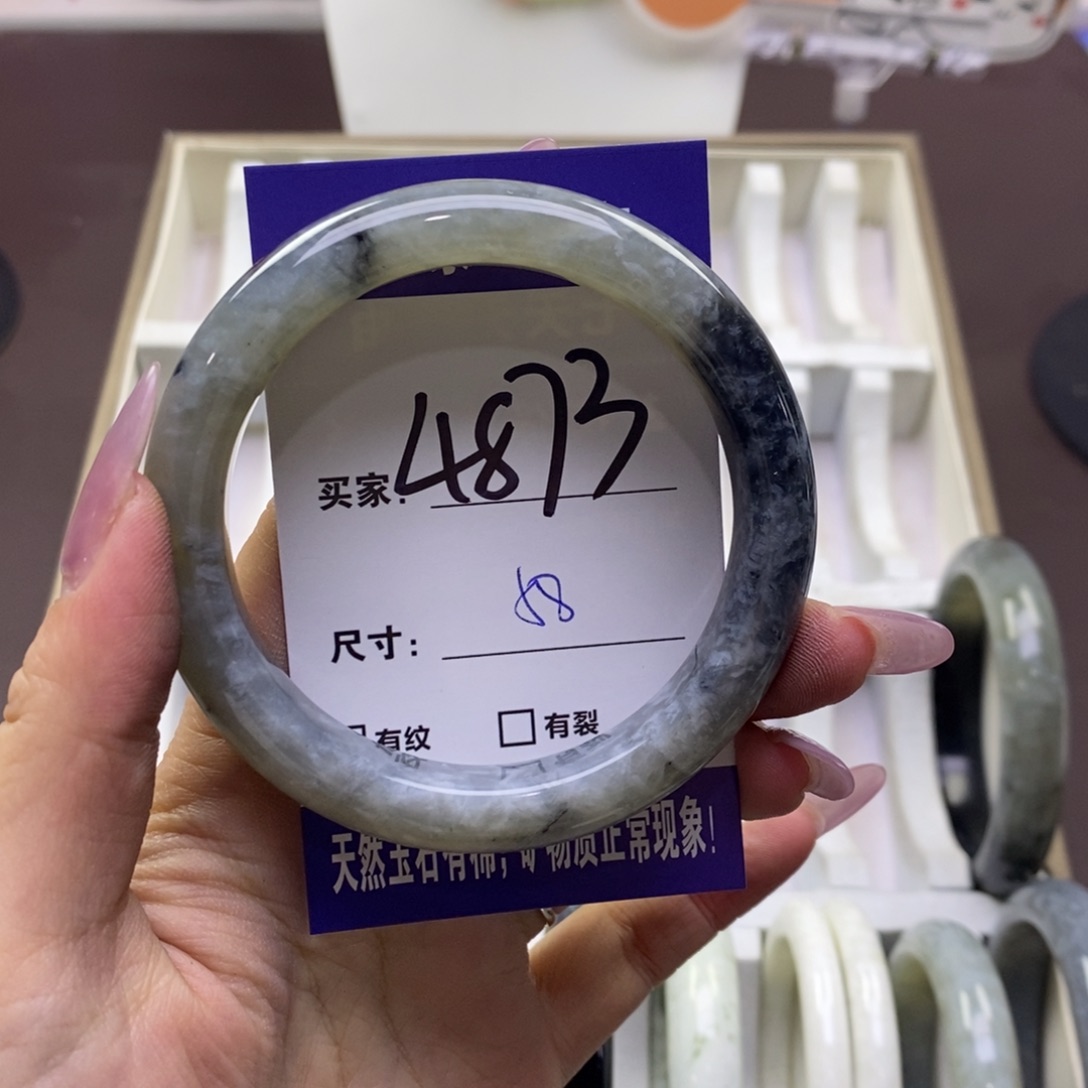 买家: 4873
尺寸: 58
有纹 □有裂
天然玉石有棉,矿物质正常现象!